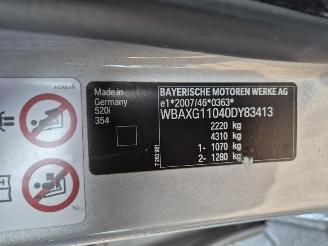 Made in
Germany
520i
354
BAYERISCHE MOTOREN WERKE AG
e1*2007/46*0363*
WBAXG11040DY83413
2220 kg
4310 kg
1- 1070 kg
2- 1280 kg